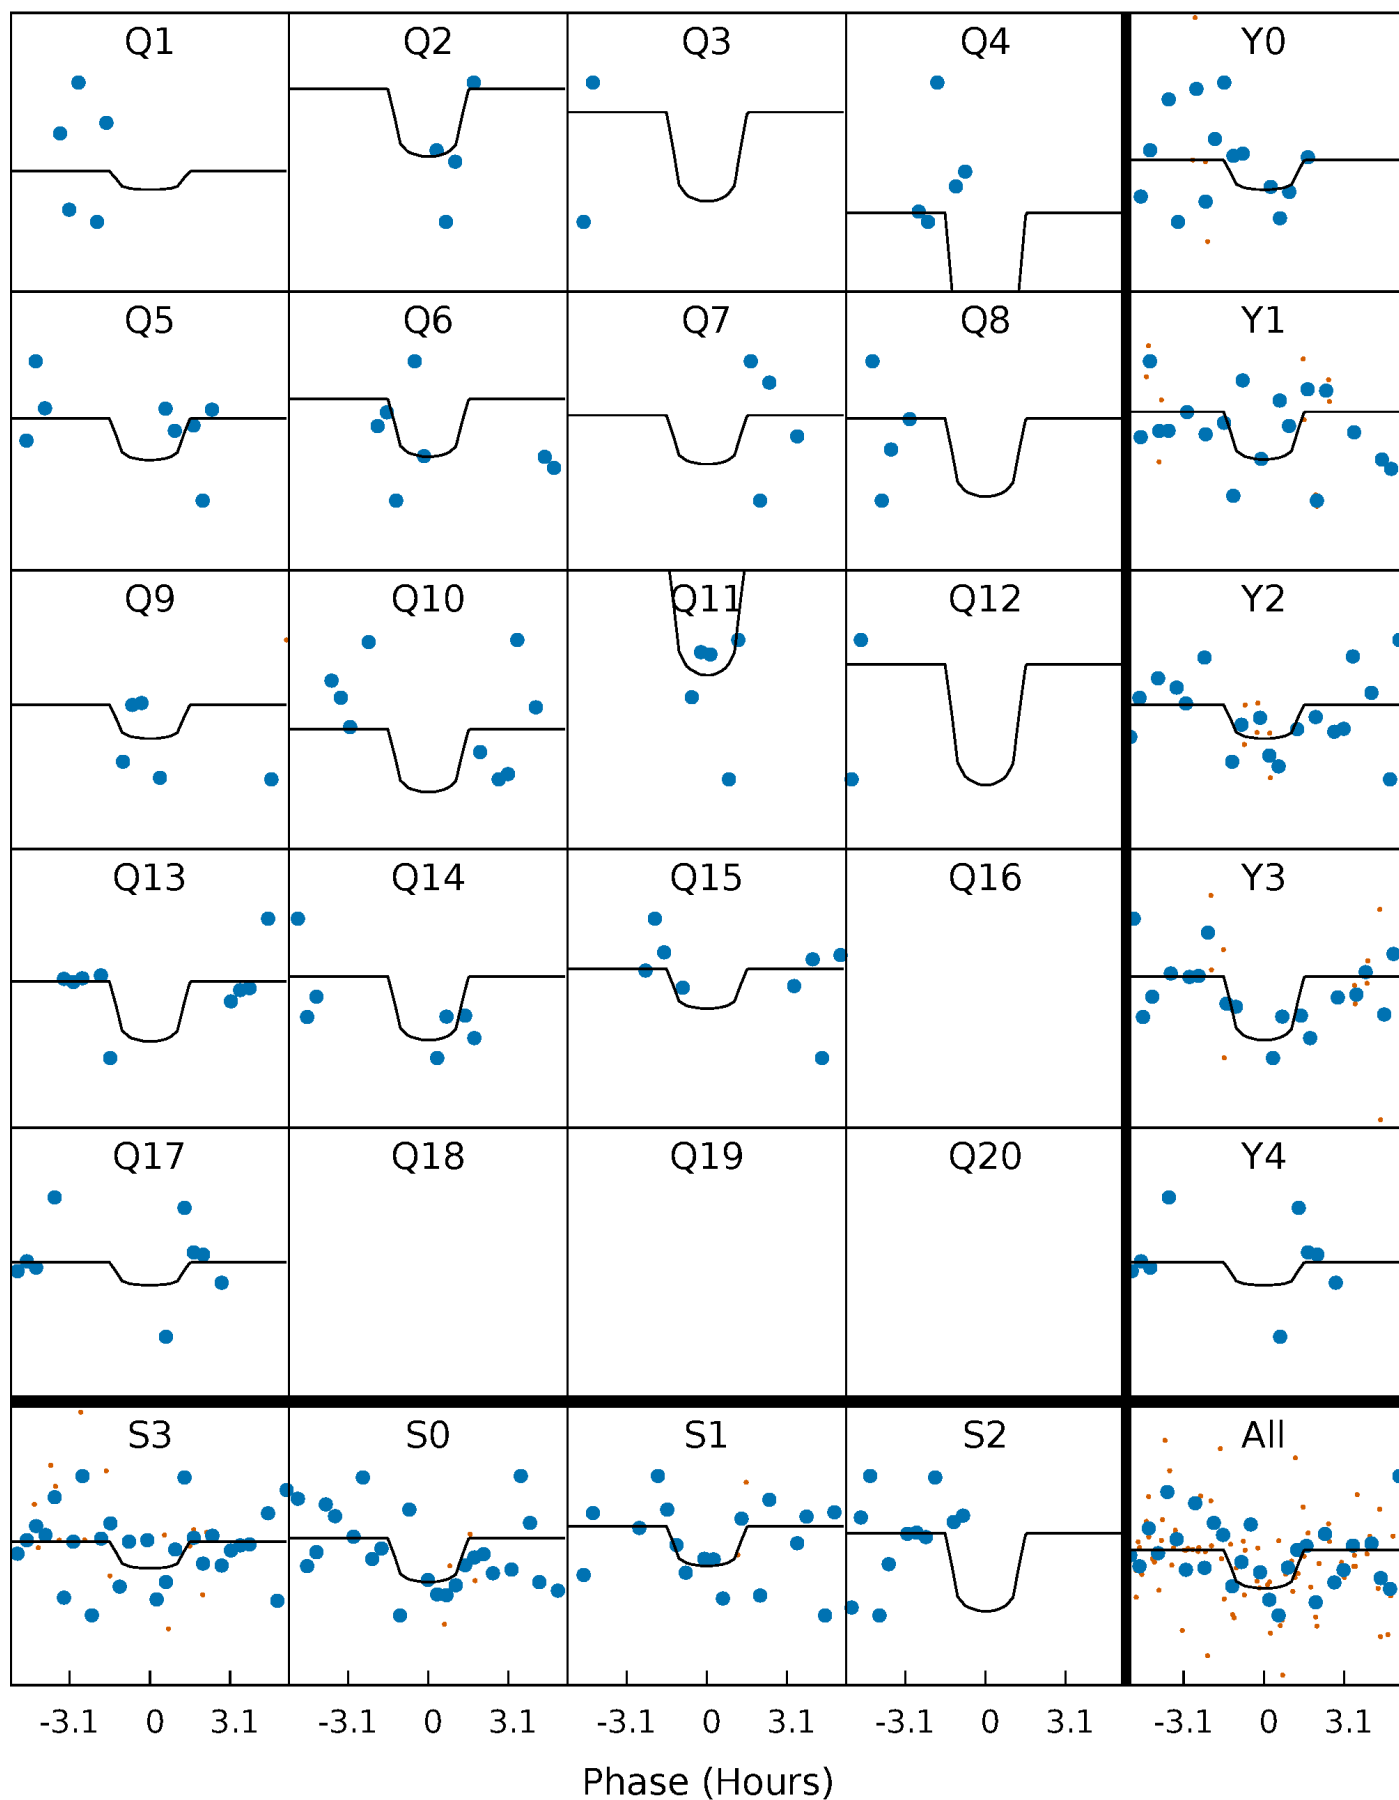 Q1 Q2 Q3 Q4 Y0
Q5 Q6 Q7 Q8 Y1
Q9 Q10 Q11 Q12 Y2
Q13 Q14 Q15 Q16 Y3
Q17 Q18 Q19 Q20 Y4
S3 S0 S1 S2 All
-3.1 0 3.1 -3.1 0 3.1 -3.1 0 3.1 -3.1 0 3.1 -3.1 0 3.1
Phase (Hours)